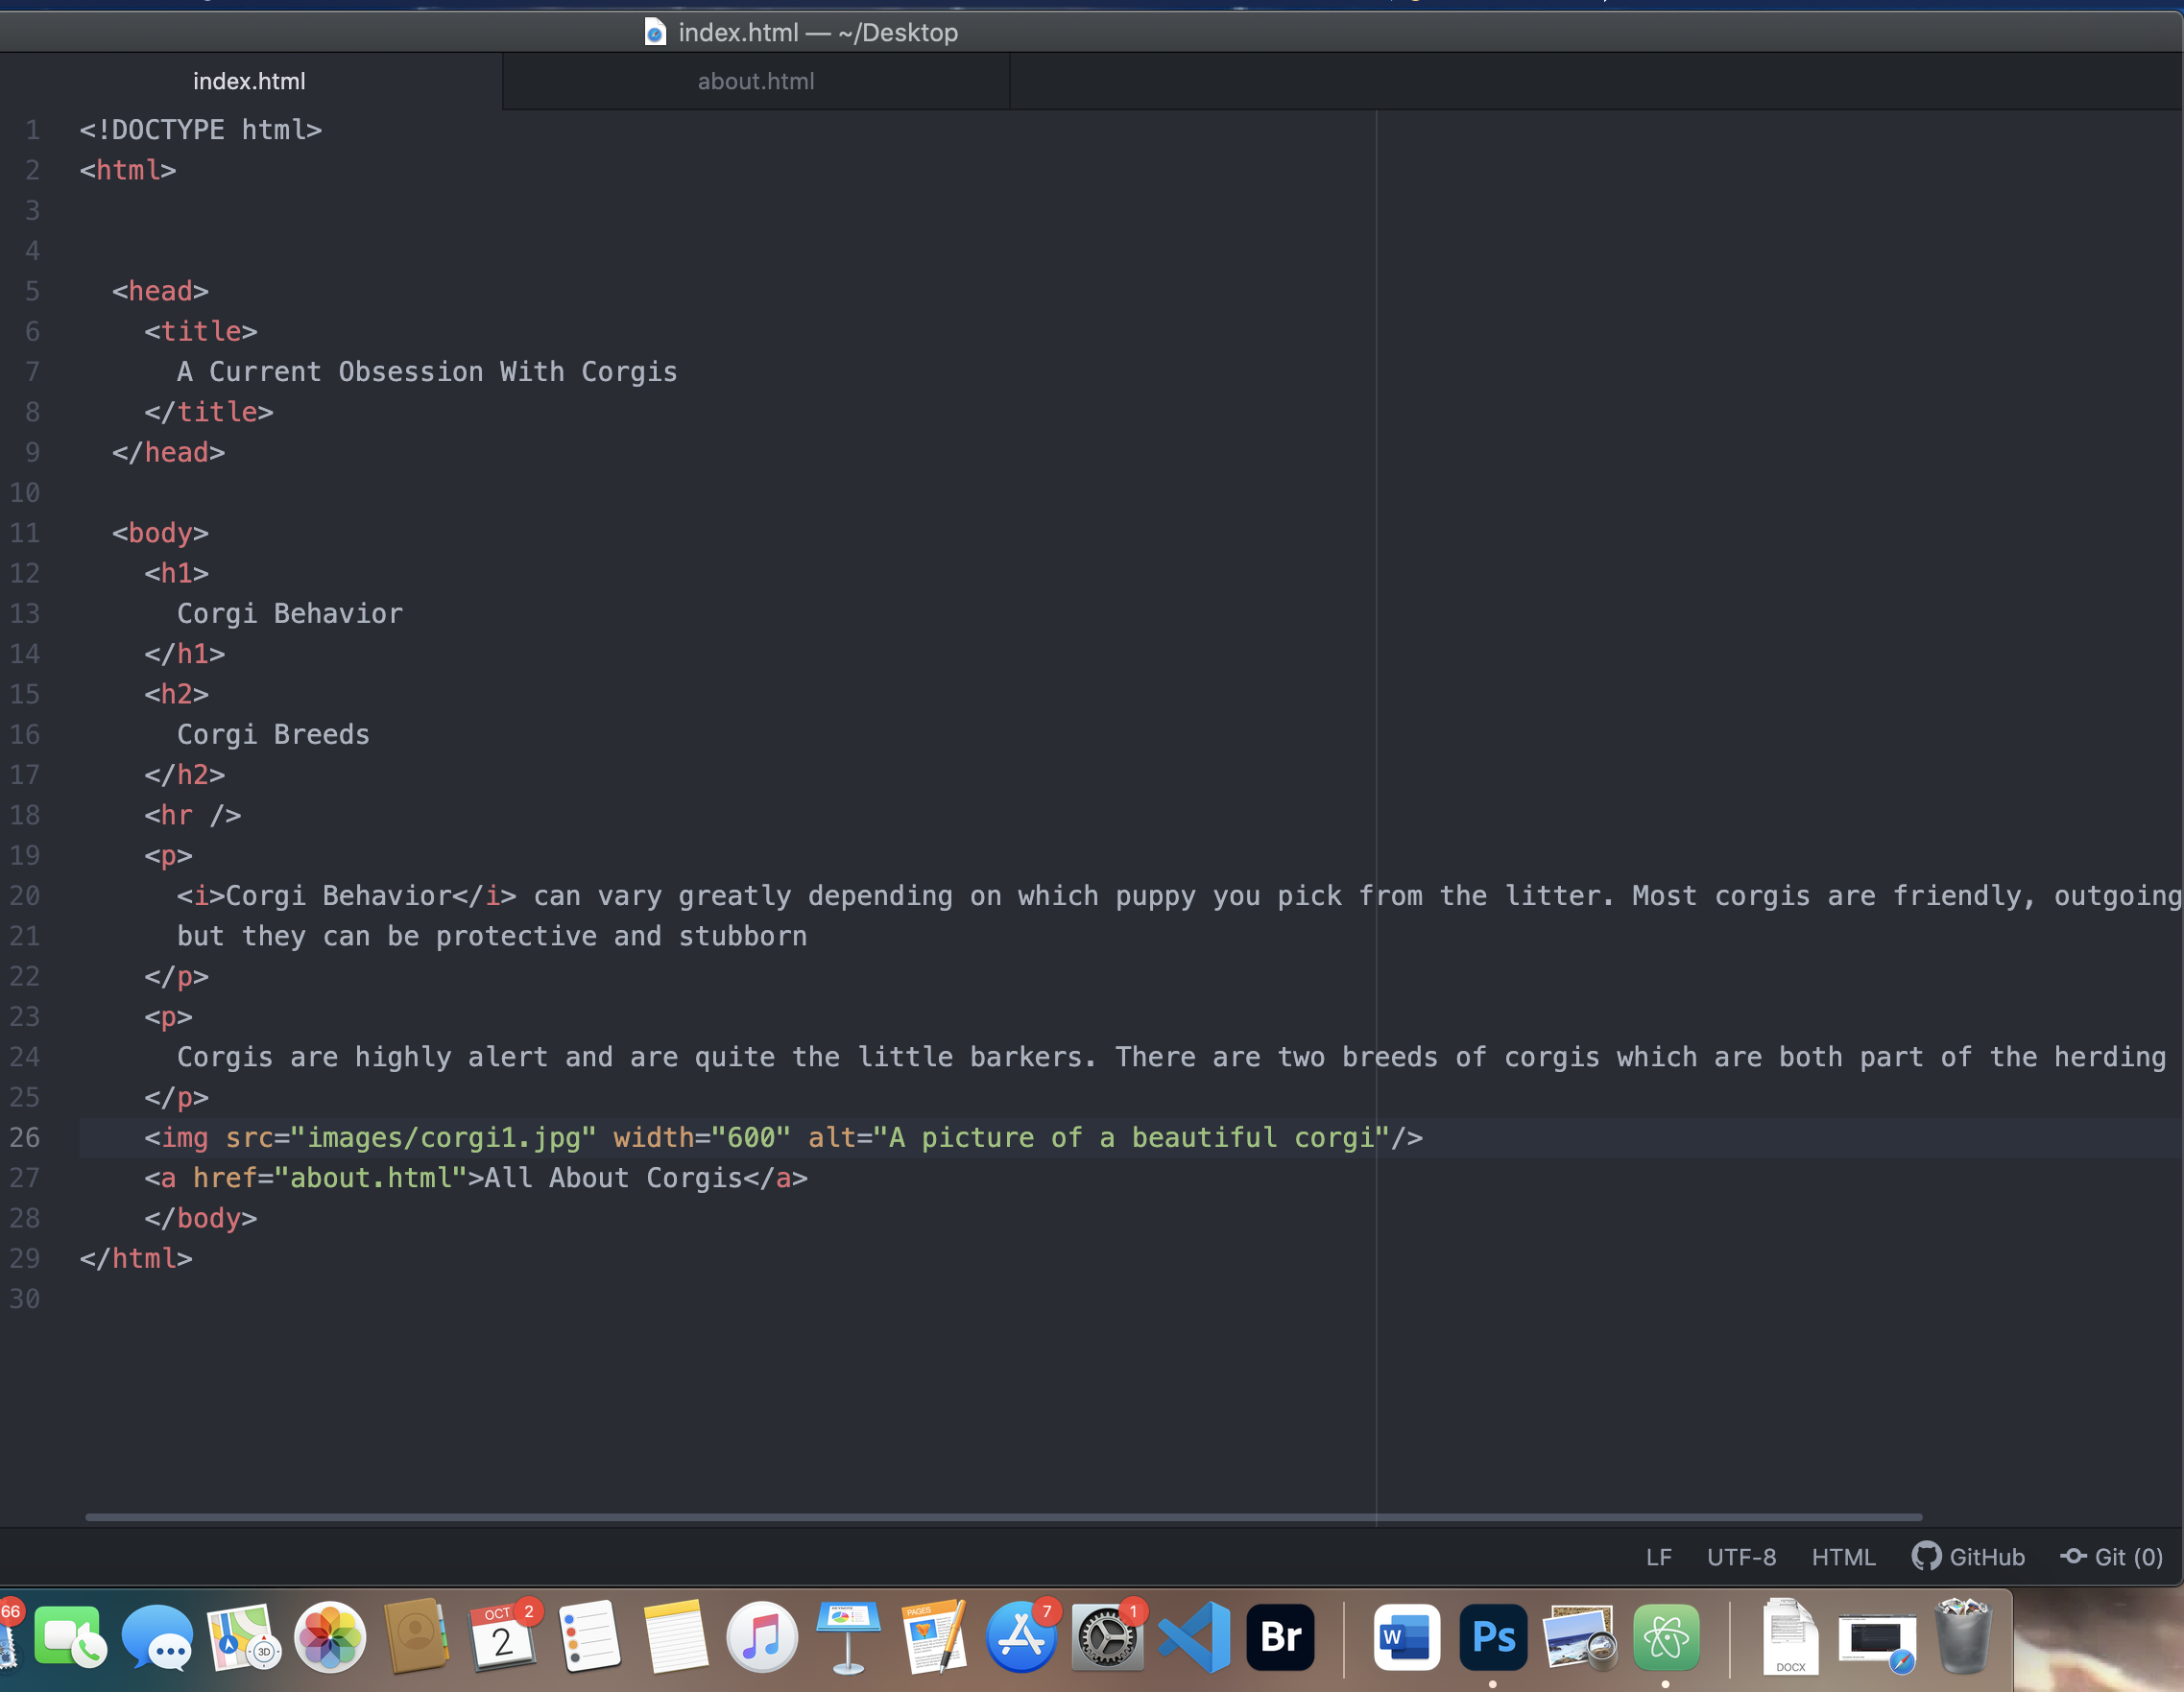 index.html — ~/Desktop
index.html
about.html
1 <!DOCTYPE html>
2 <html>
3
4
5 <head>
6 <title>
7 A Current Obsession With Corgis
8 </title>
9 </head>
10
11 <body>
12 <h1>
13 Corgi Behavior
14 </h1>
15 <h2>
16 Corgi Breeds
17 </h2>
18 <hr />
19 <p>
20 <i>Corgi Behavior</i> can vary greatly depending on which puppy you pick from the litter. Most corgis are friendly, outgoing
21 but they can be protective and stubborn
22 </p>
23 <p>
24 Corgis are highly alert and are quite the little barkers. There are two breeds of corgis which are both part of the herding
25 </p>
26 <img src="images/corgi1.jpg" width="600" alt="A picture of a beautiful corgi"/>
27 <a href="about.html">All About Corgis</a>
28 </body>
29 </html>
30
LF UTF-8 HTML GitHub Git (0)
66
3D
OCT 2
2
KEYNOTE
PAGES
7
1
Br
W
Ps
DOCX